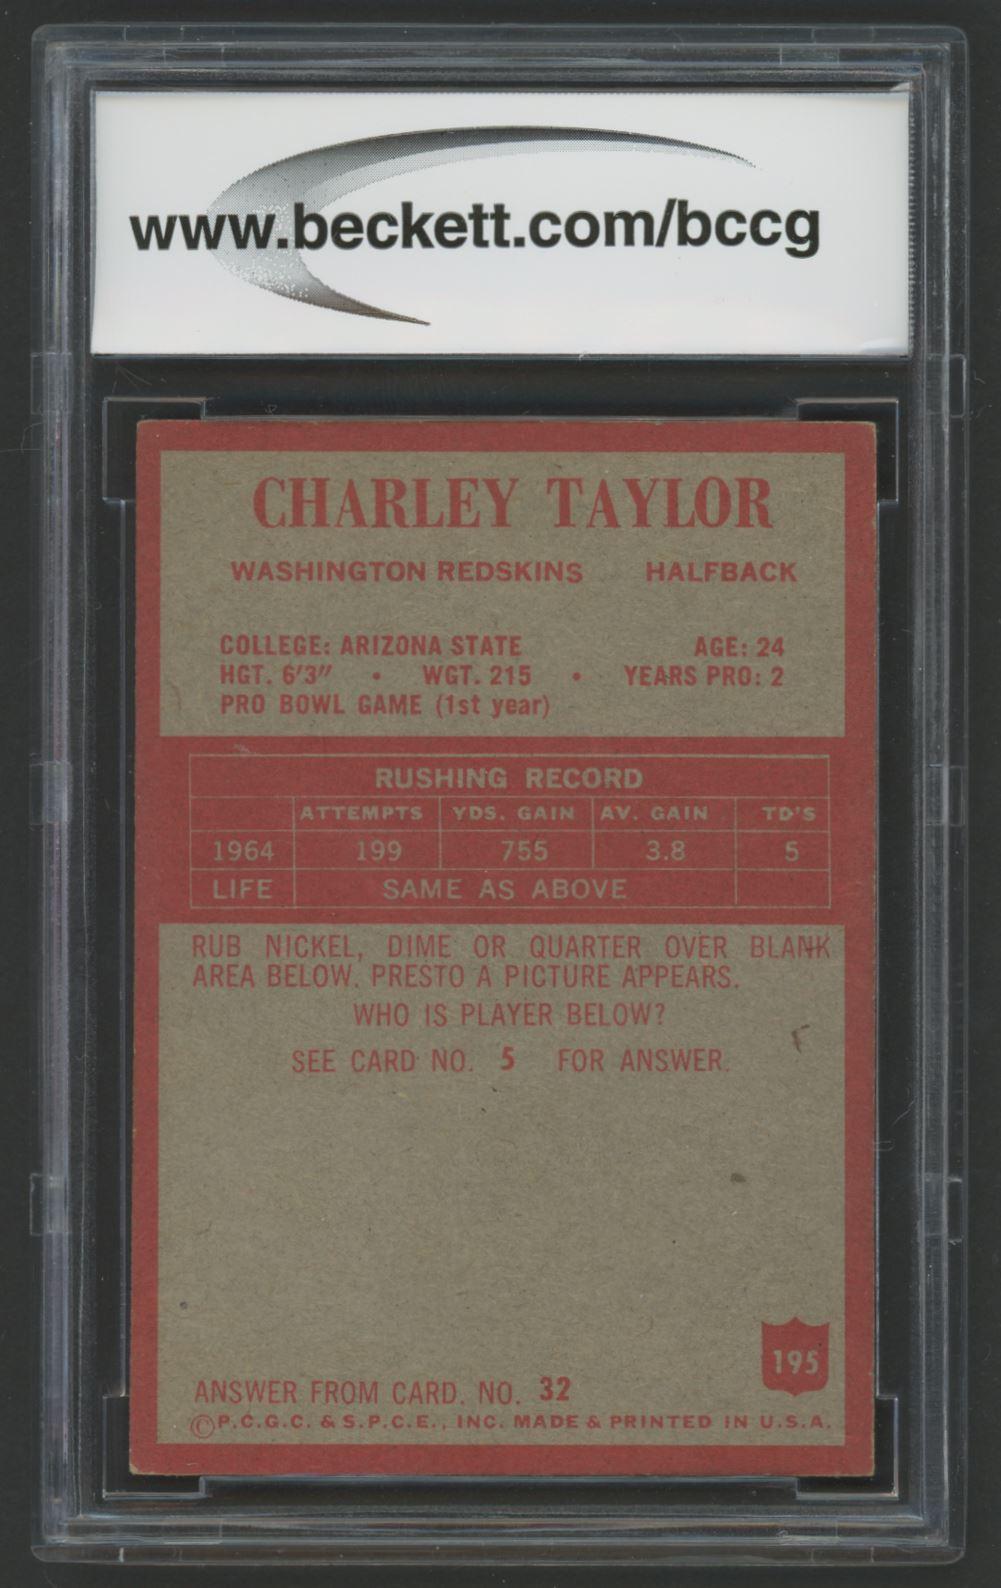 www.beckett.com/bccg
CHARLEY TAYLOR
WASHINGTON REDSKINS HALFBACK
COLLEGE: ARIZONA STATE AGE: 24
HGT. 6'3" • WGT. 215 • YEARS PRO: 2
PRO BOWL GAME (1st year)
RUSHING RECORD
ATTEMPTS YDS. GAIN AV. GAIN TD'S
1964 199 755 3.8 5
LIFE SAME AS ABOVE
RUB NICKEL, DIME OR QUARTER OVER BLANK
AREA BELOW. PRESTO A PICTURE APPEARS.
WHO IS PLAYER BELOW?
SEE CARD NO. 5 FOR ANSWER.
195
ANSWER FROM CARD. NO. 32
©P.C.G.C. & S.P.C.E., INC. MADE & PRINTED IN U.S.A.